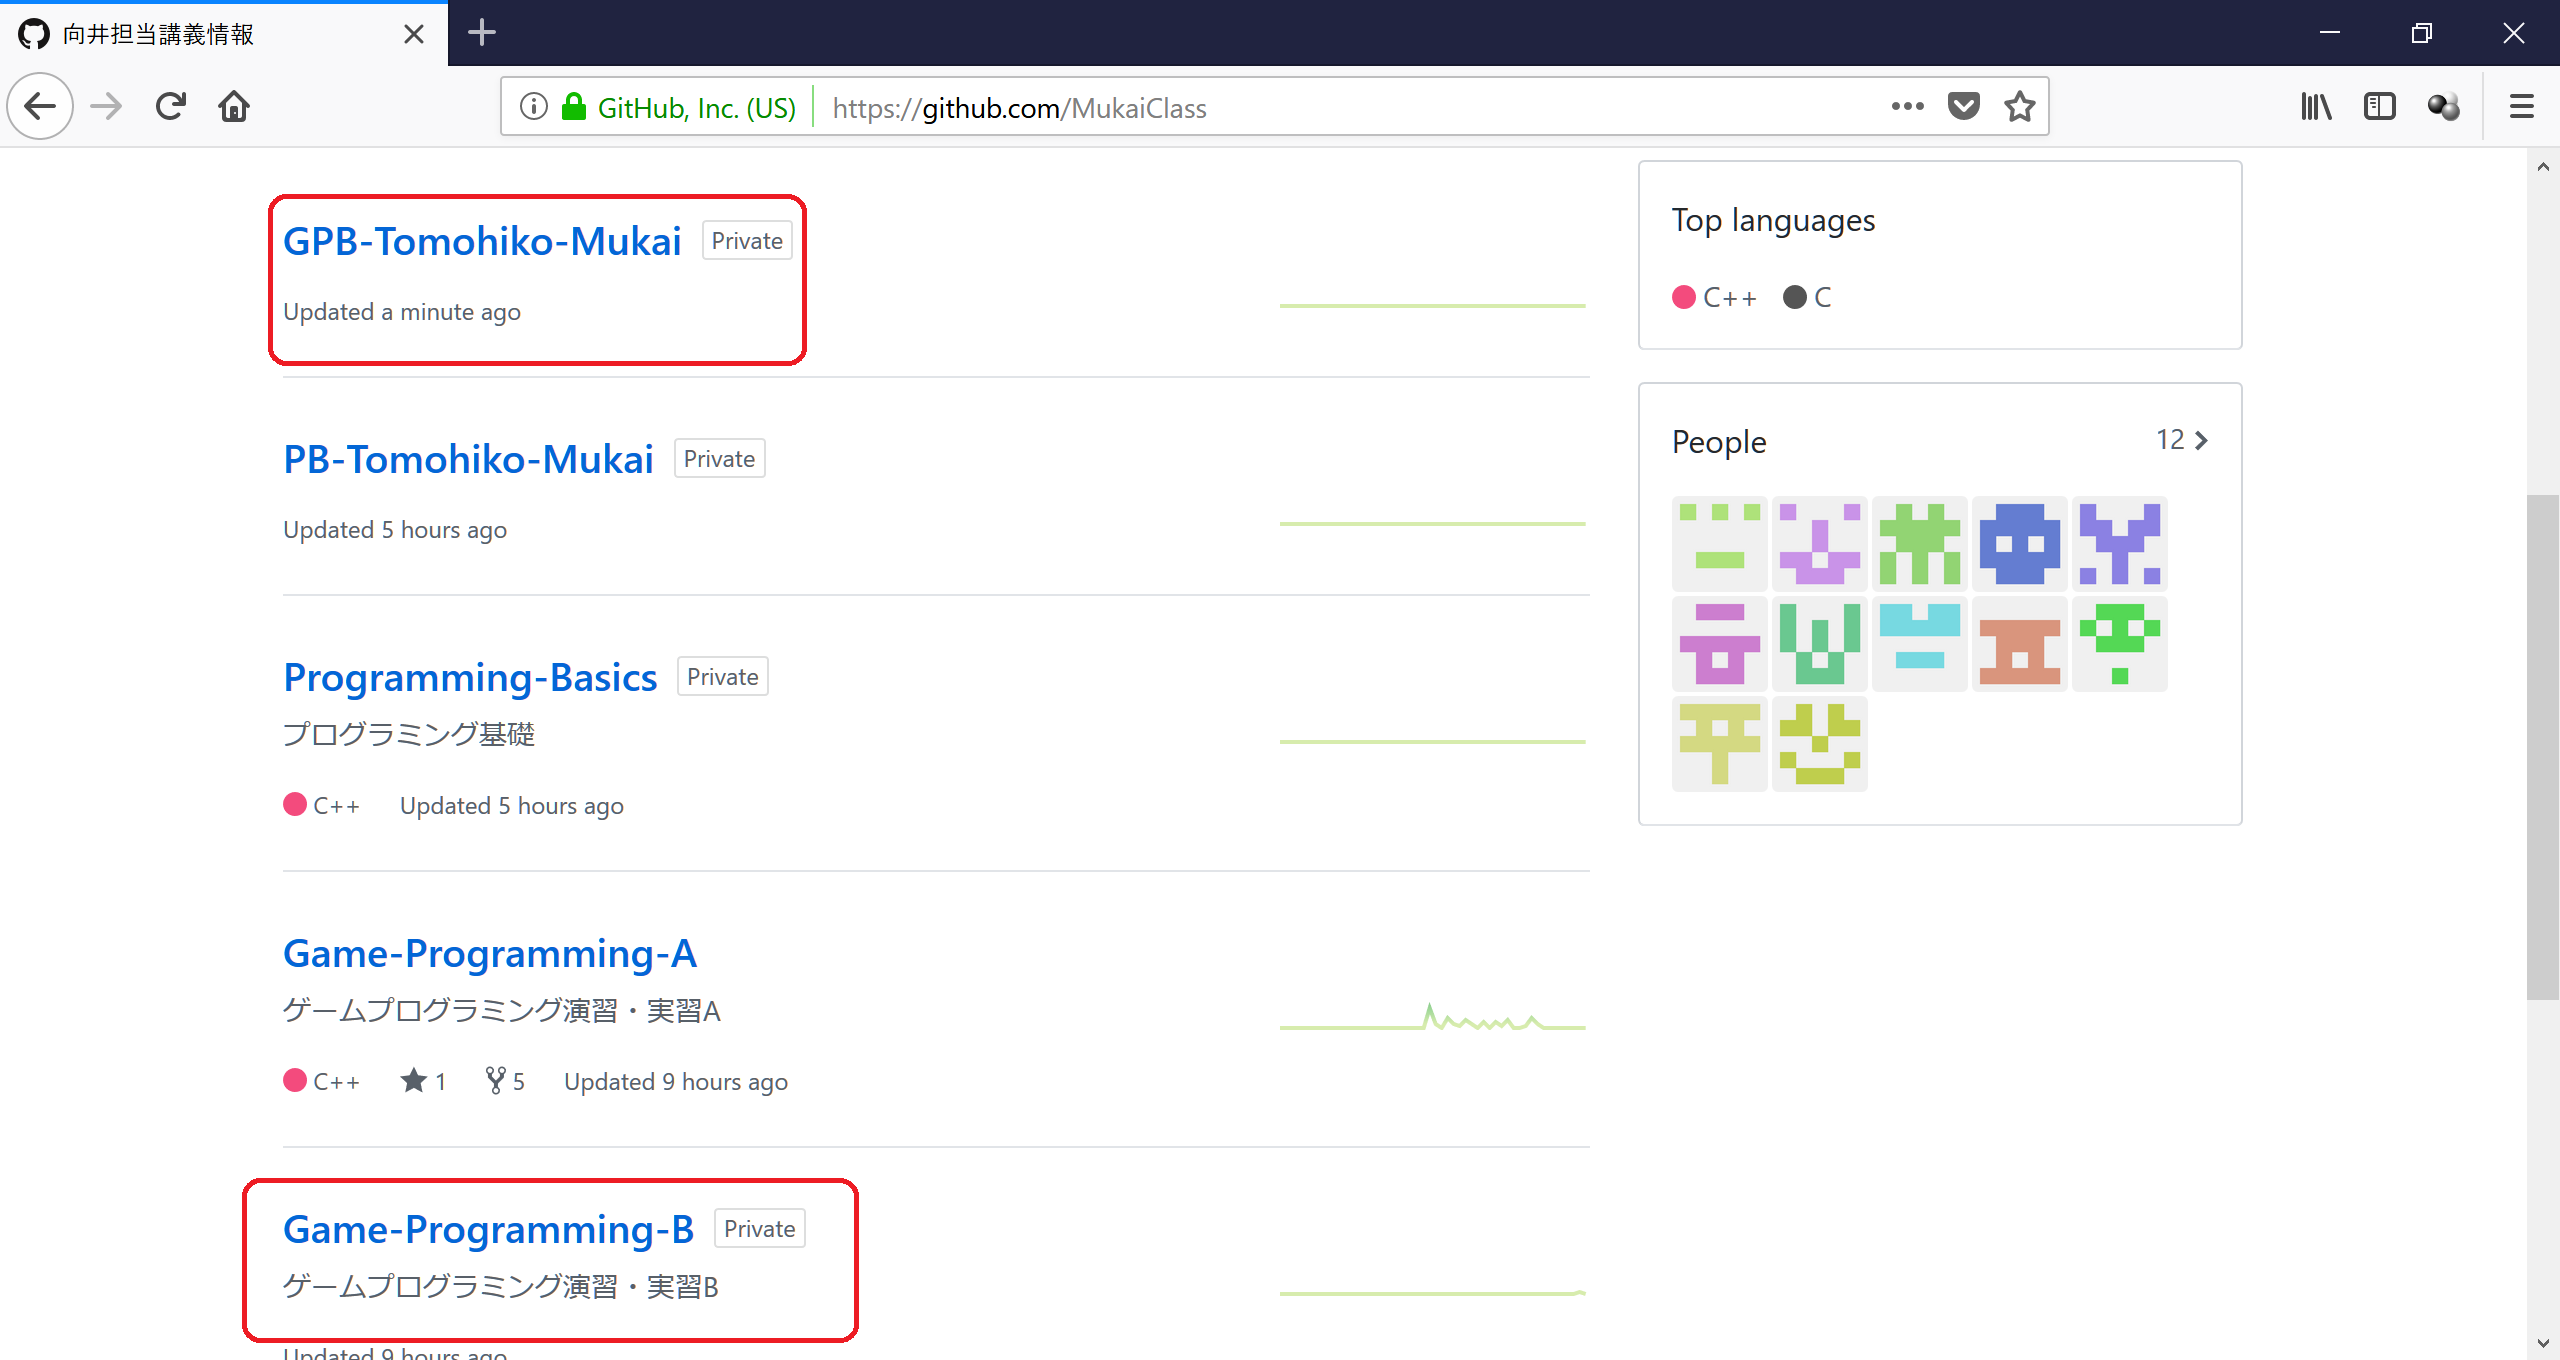 向井担当講義情報
GitHub, Inc. (US) https://github.com/MukaiClass
GPB-Tomohiko-Mukai Private
Updated a minute ago
PB-Tomohiko-Mukai Private
Updated 5 hours ago
Programming-Basics Private
プログラミング基礎
C++ Updated 5 hours ago
Game-Programming-A
ゲームプログラミング演習・実習A
C++ 1 5 Updated 9 hours ago
Game-Programming-B Private
ゲームプログラミング演習・実習B
Updated 9 hours ago
Top languages
C++ C
People 12